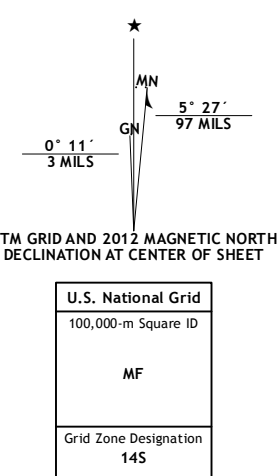 MN
GN
5° 27´
97 MILS
0° 11´
3 MILS
TM GRID AND 2012 MAGNETIC NORTH
DECLINATION AT CENTER OF SHEET
U.S. National Grid
100,000-m Square ID
MF
Grid Zone Designation
14S